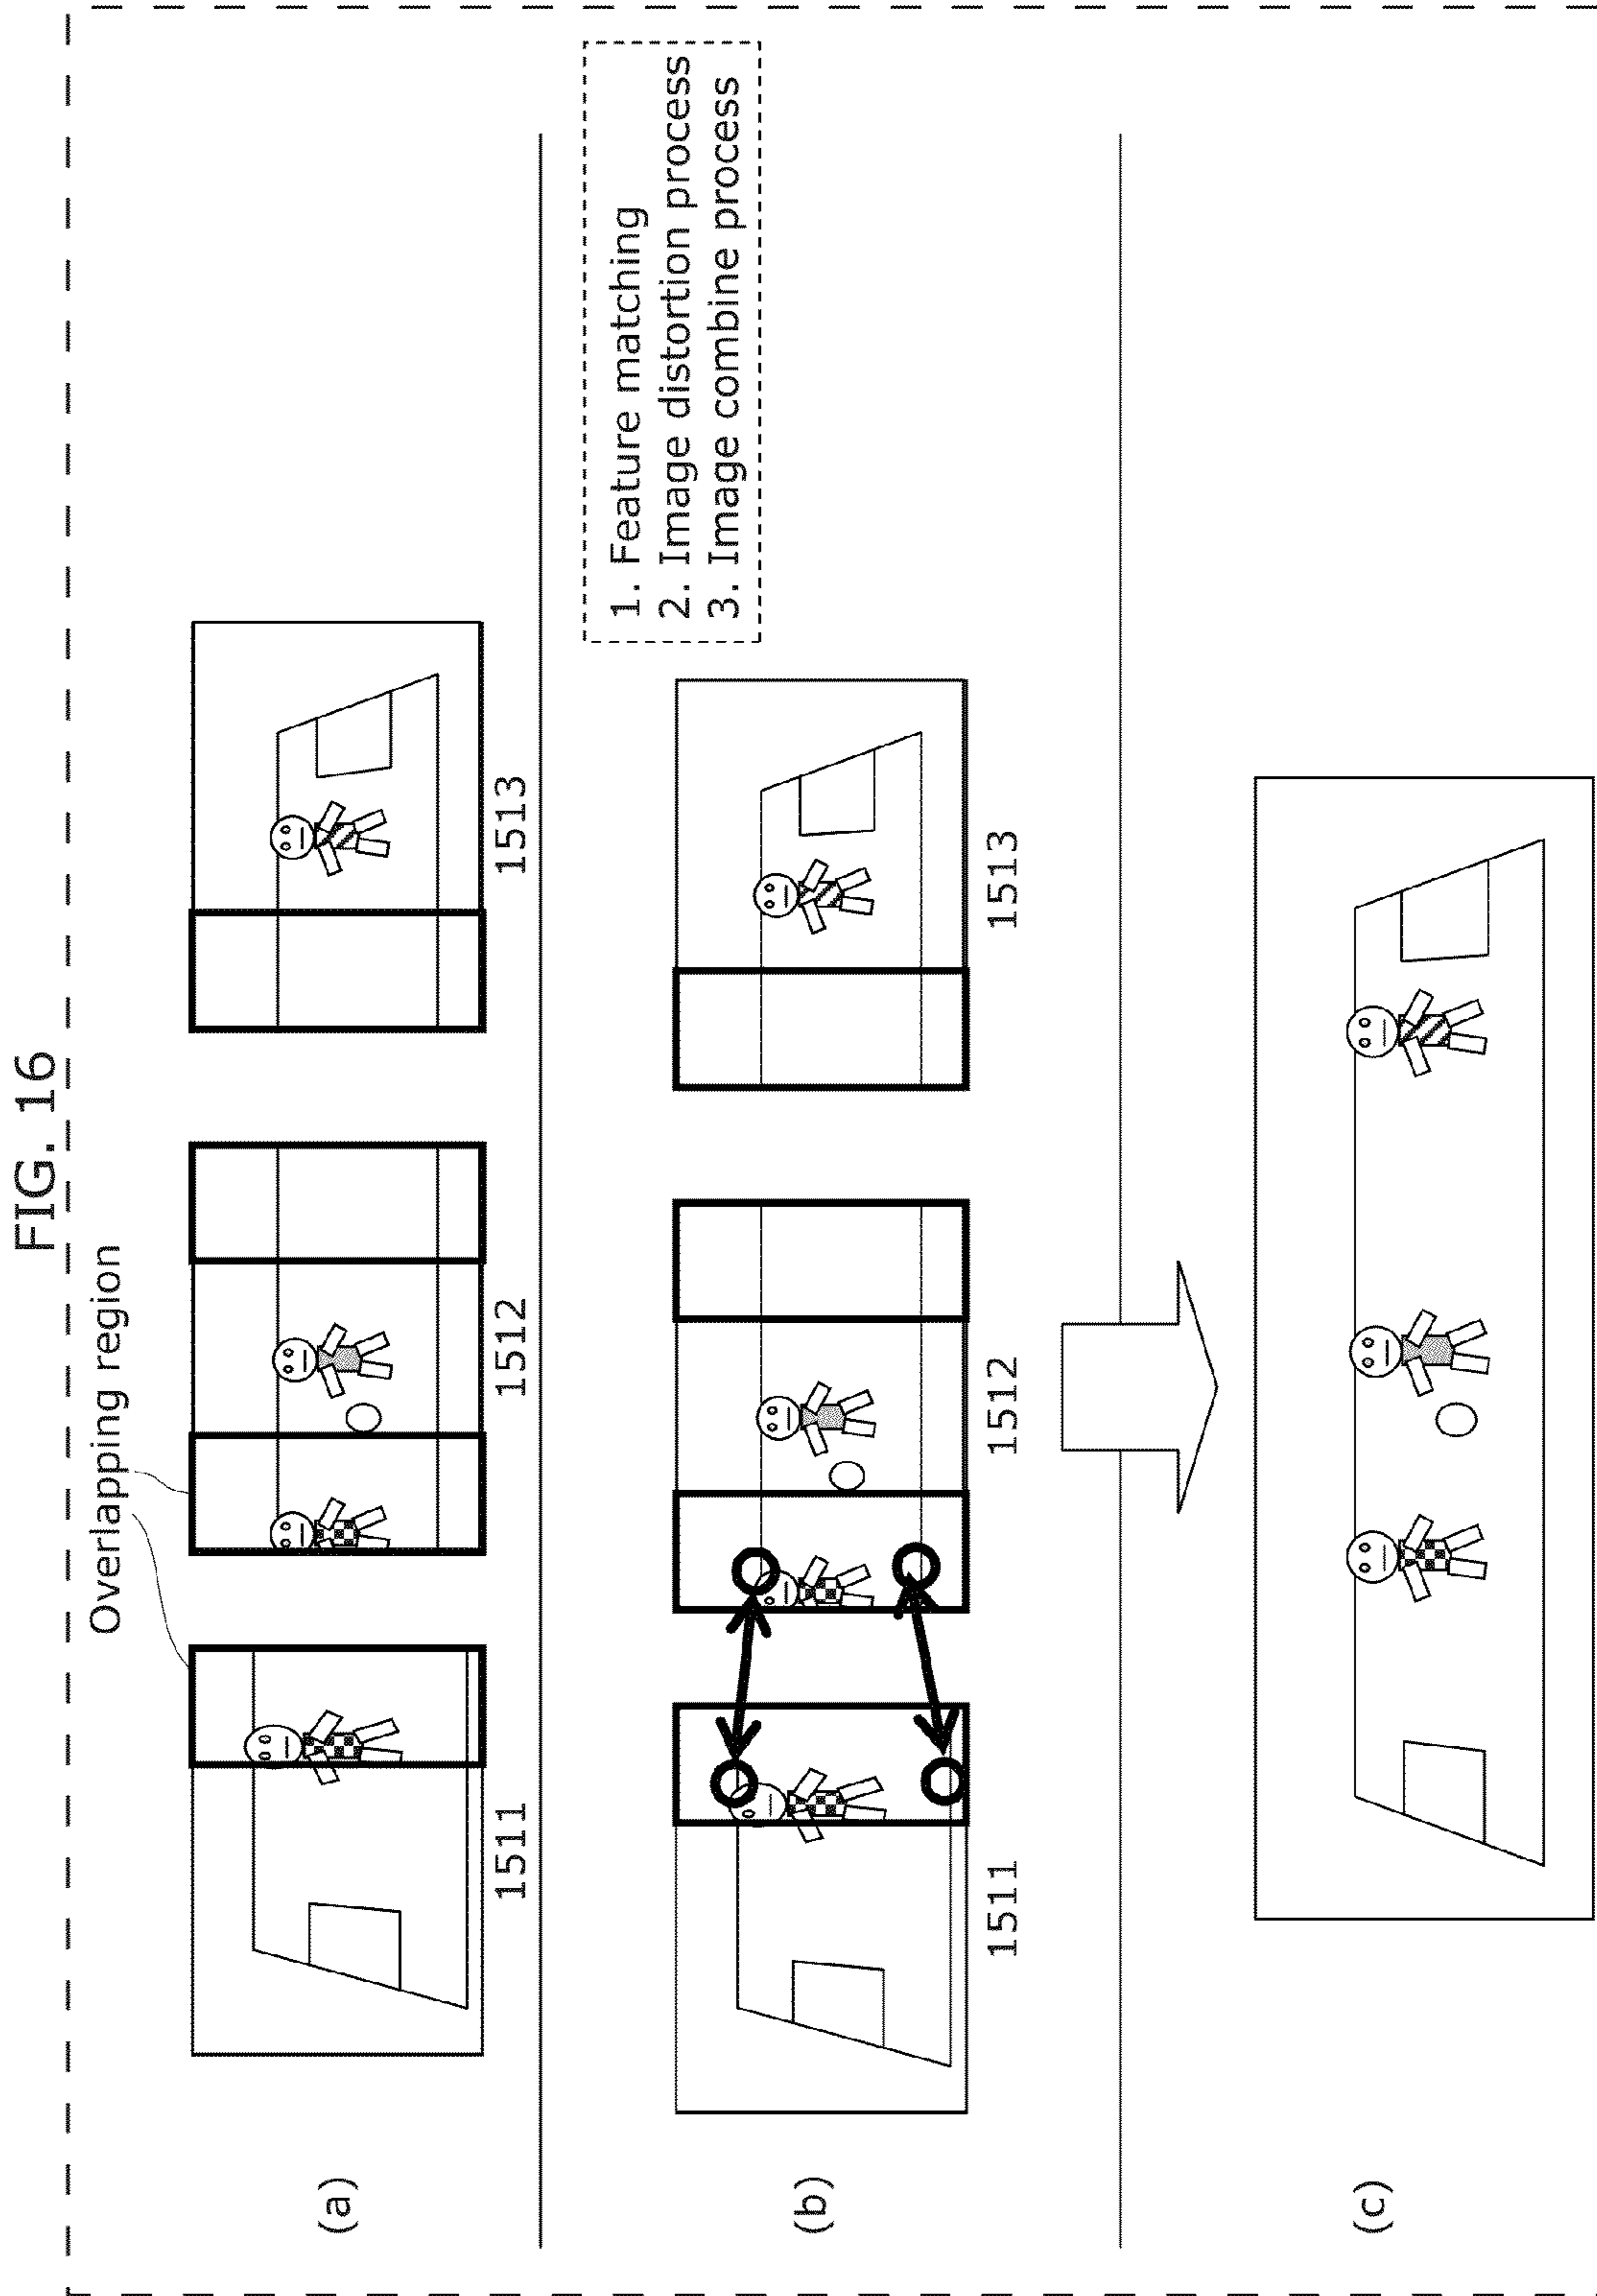 FIG. 16
Overlapping region
(a)
1511
1512
1513
1. Feature matching
2. Image distortion process
3. Image combine process
(b)
1511
1512
1513
(c)